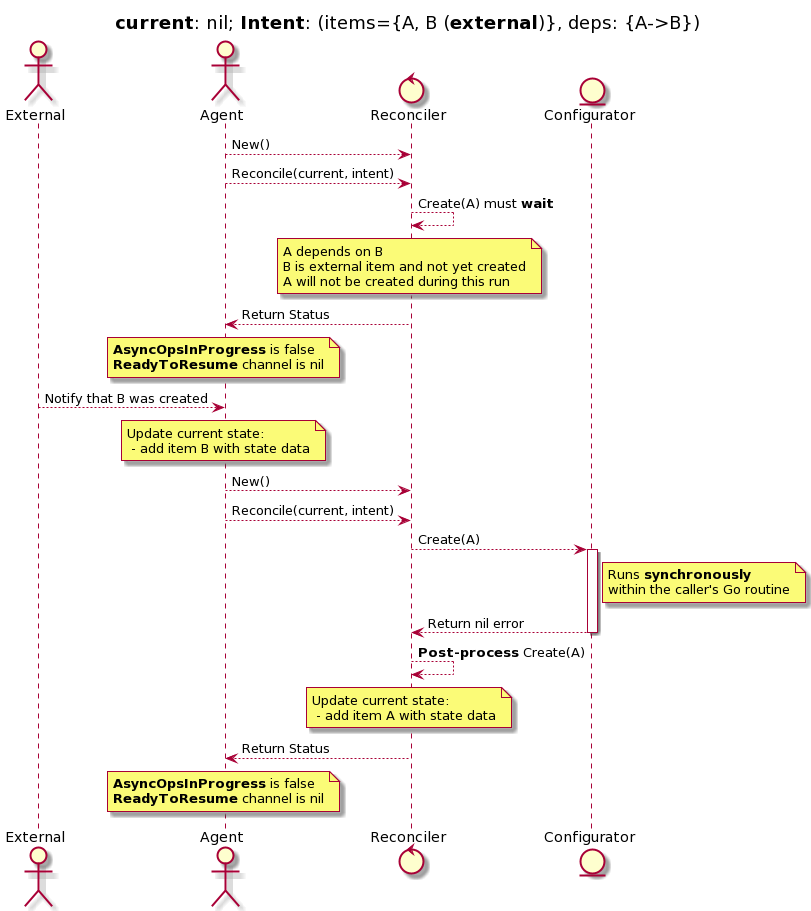 current: nil; Intent: (items={A, B (external)}, deps: {A->B})
External
Agent
Reconciler
Configurator
New()
Reconcile(current, intent)
Create(A) must wait
A depends on B
B is external item and not yet created
A will not be created during this run
Return Status
AsyncOpsInProgress is false
ReadyToResume channel is nil
Notify that B was created
Update current state:
- add item B with state data
New()
Reconcile(current, intent)
Create(A)
Runs synchronously
within the caller's Go routine
Return nil error
Post-process Create(A)
Update current state:
- add item A with state data
Return Status
AsyncOpsInProgress is false
ReadyToResume channel is nil
External
Agent
Reconciler
Configurator